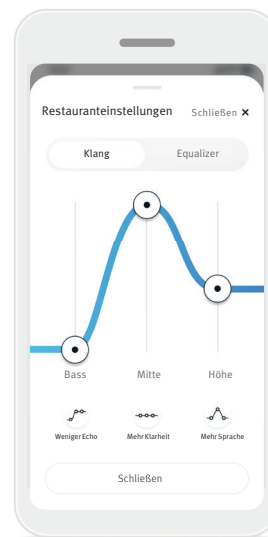 Restauranteinstellungen Schließen ×
Klang Equalizer
Bass Mitte Höhe
Weniger Echo Mehr Klarheit Mehr Sprache
Schließen